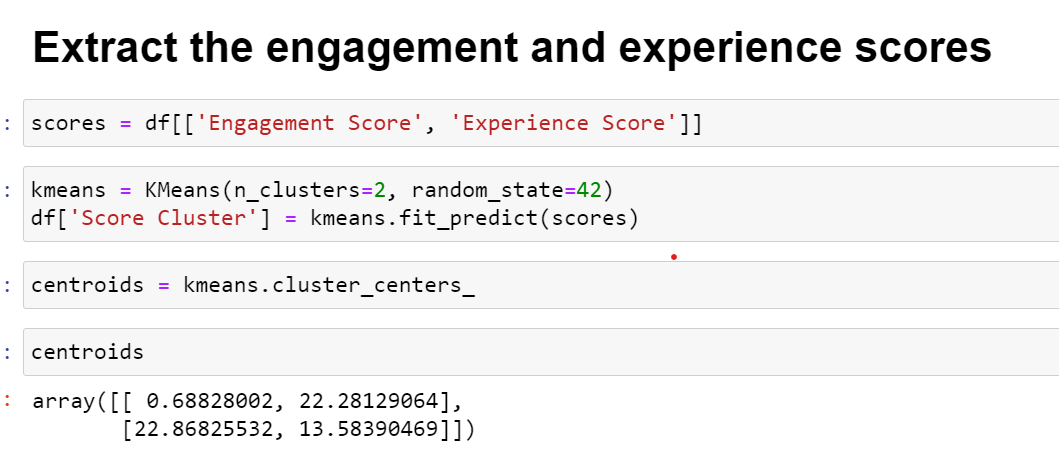 Extract the engagement and experience scores
: scores = df[['Engagement Score', 'Experience Score']]
: kmeans = KMeans(n_clusters=2, random_state=42)
df['Score Cluster'] = kmeans.fit_predict(scores)
: centroids = kmeans.cluster_centers_
: centroids
: array([[ 0.68828002, 22.28129064],
[22.86825532, 13.58390469]])